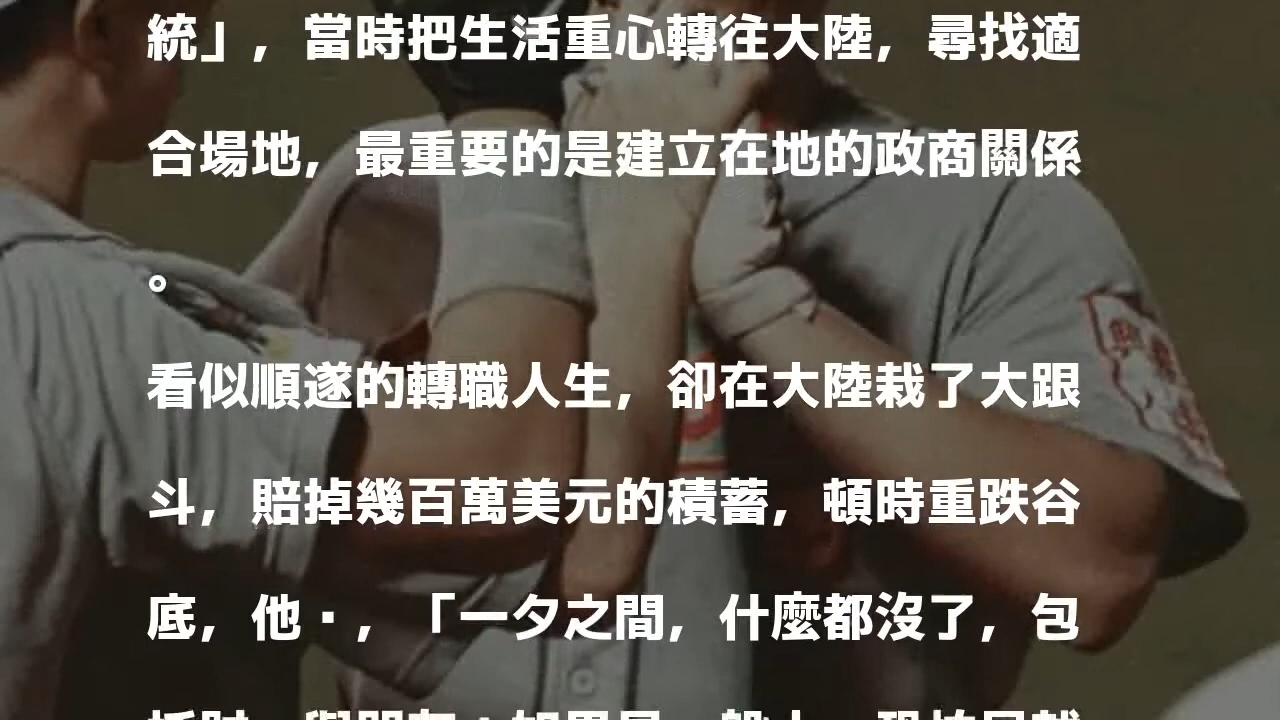 統」，當時把生活重心轉往大陸，尋找適
合場地，最重要的是建立在地的政商關係
。
看似順遂的轉職人生，卻在大陸栽了大跟
斗，賠掉幾百萬美元的積蓄，頓時重跌谷
底，他▪，「一夕之間，什麼都沒了，包